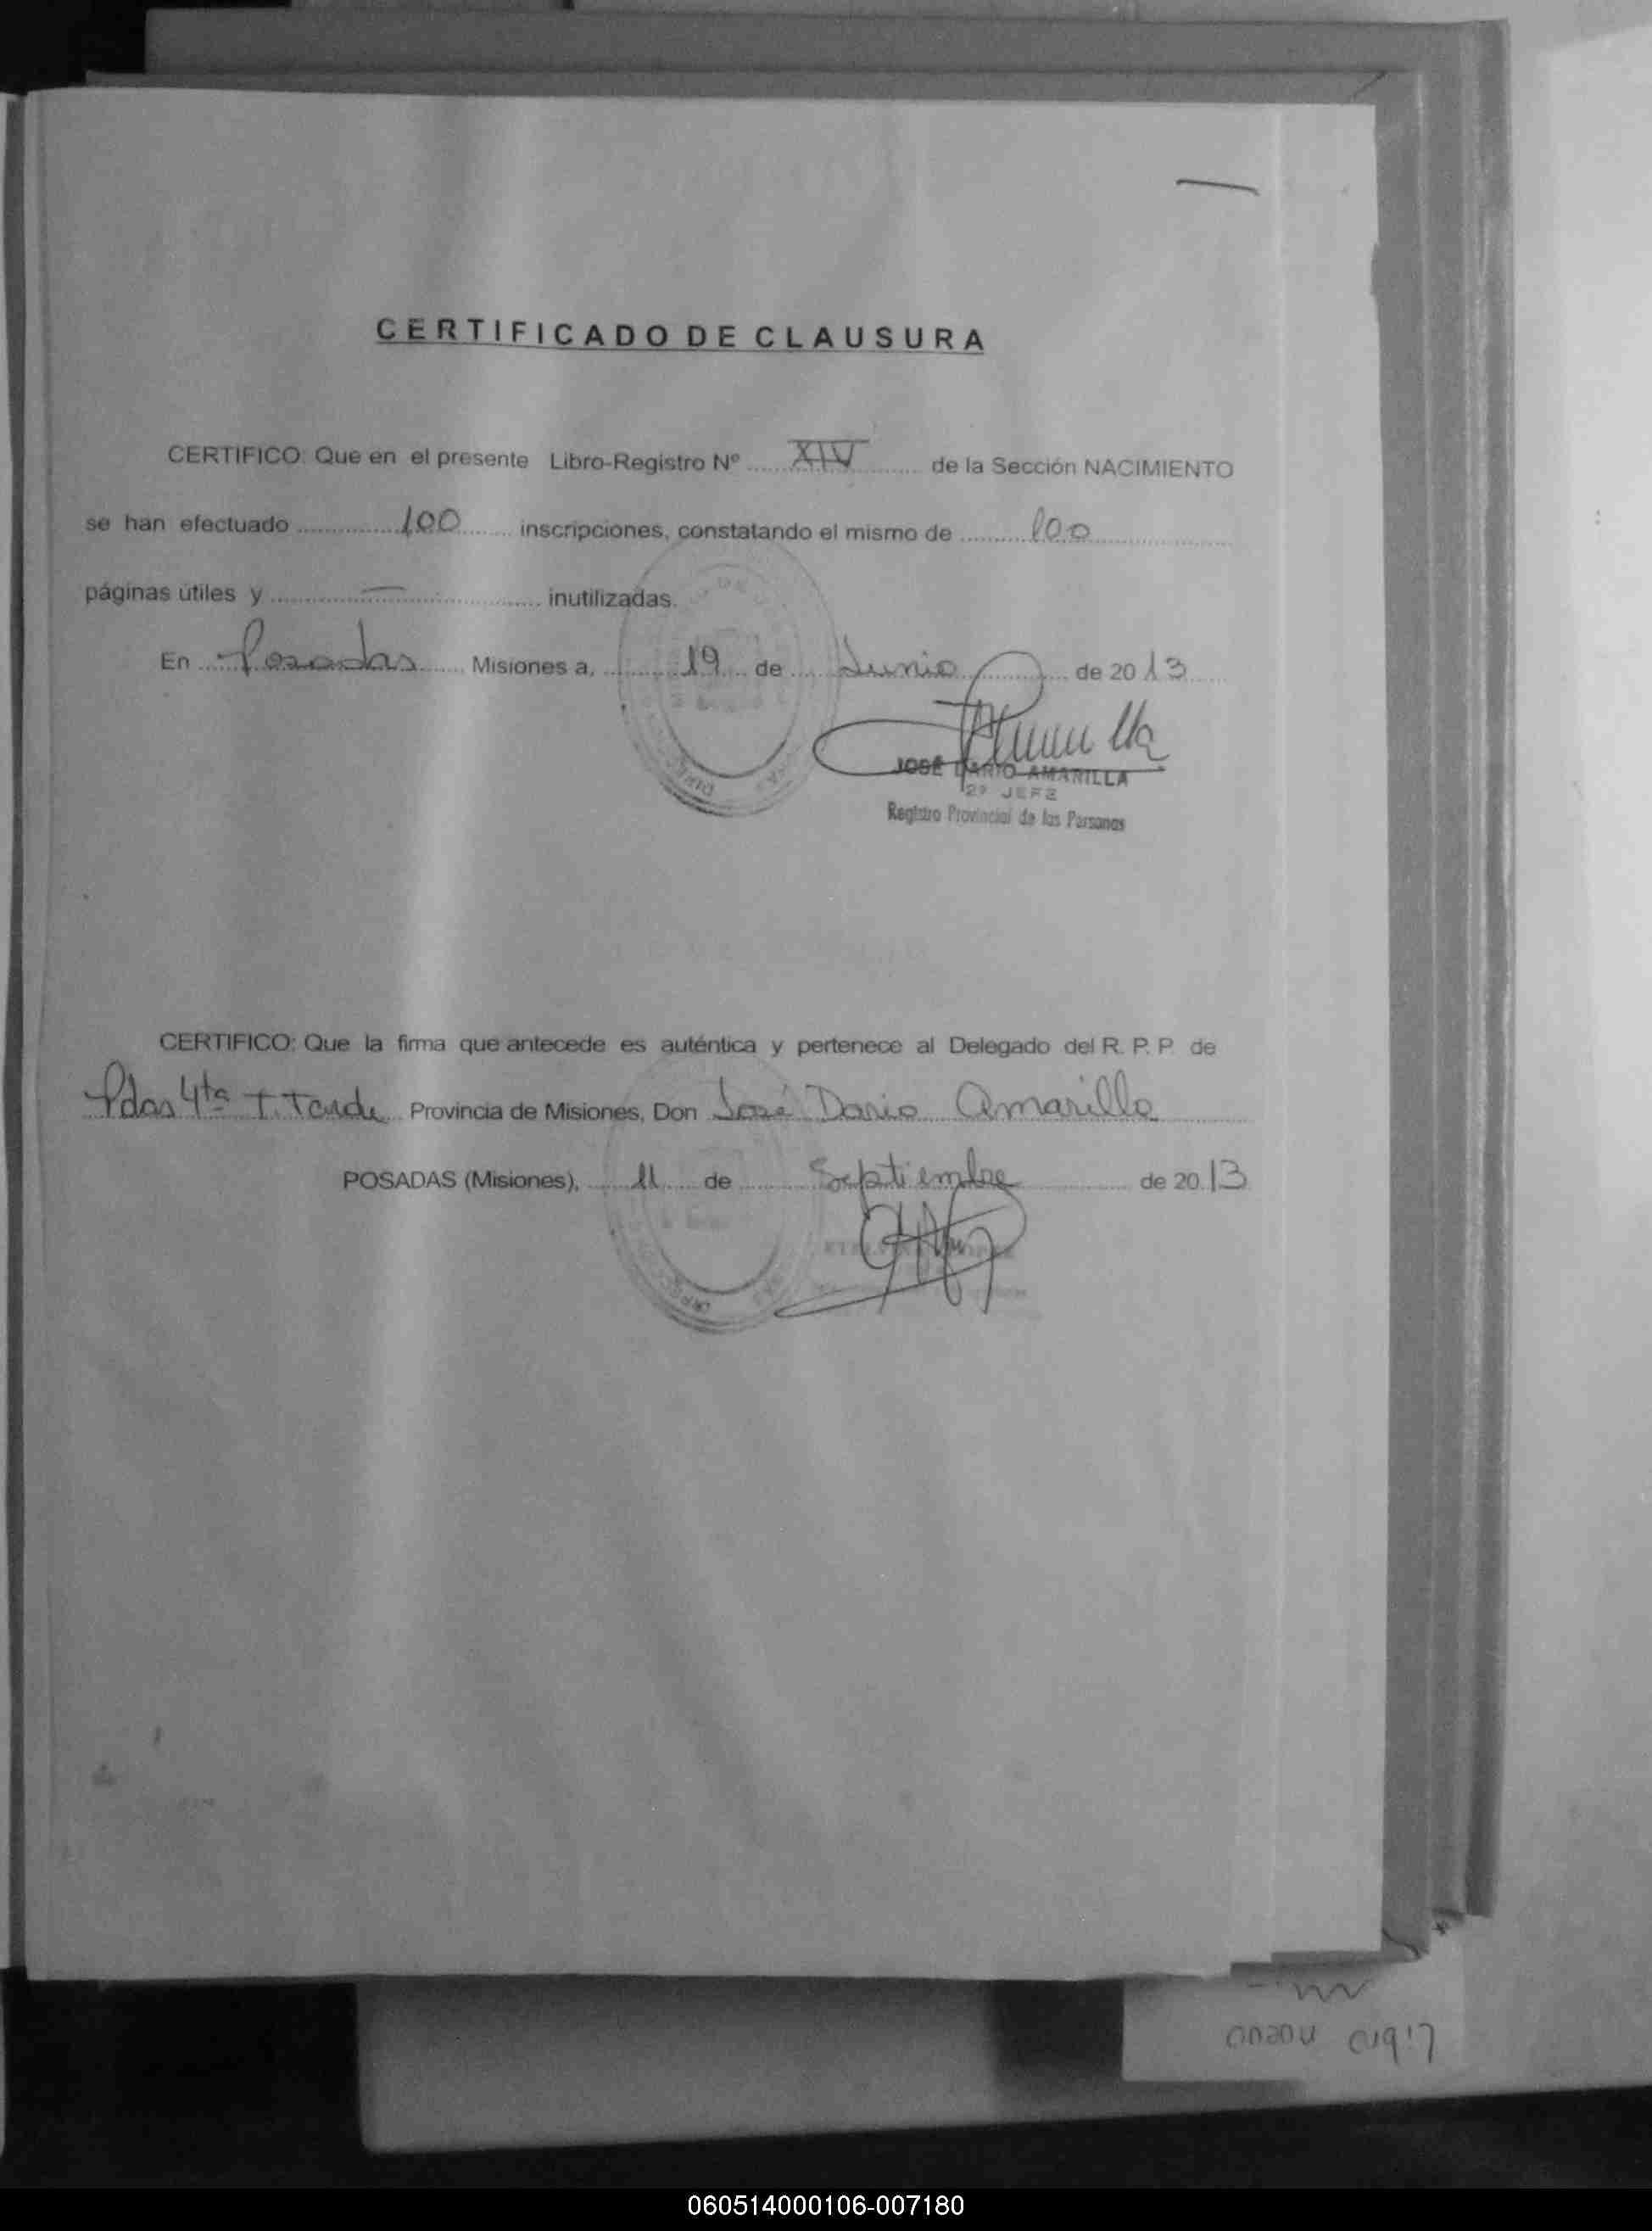 CERTIFICADO DE CLAUSURA
CERTIFICO: Que en el presente Libro-Registro Nº XIV de la Sección NACIMIENTO
se han efectuado 100 inscripciones, constatando el mismo de 100
páginas útiles y — inutilizadas.
En Posadas Misiones a, 19 de Junio de 2013
JOSÉ DARIO AMARILLA
2º JEFE
Registro Provincial de las Personas
CERTIFICO: Que la firma que antecede es auténtica y pertenece al Delegado del R. P. P. de
Pdas 4ta T. Tarde Provincia de Misiones, Don José Dario Amarilla
POSADAS (Misiones), 11 de Septiembre de 2013
Libro nuevo
060514000106-007180